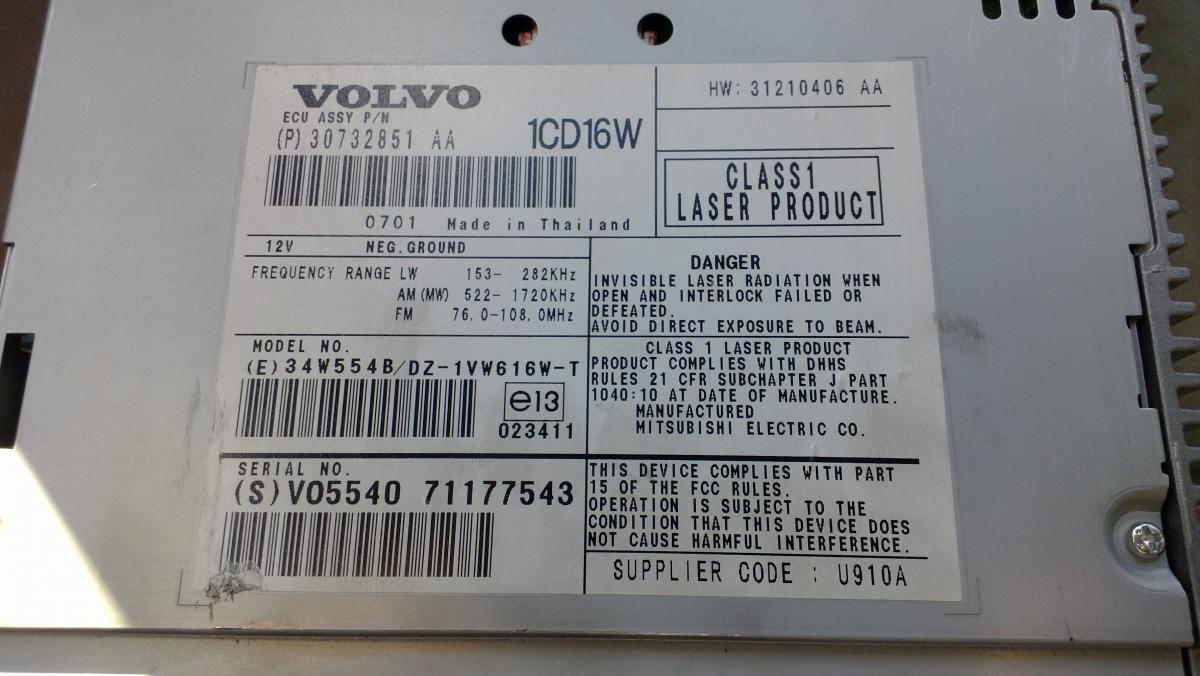 VOLVO
ECU ASSY P/N
(P) 30732851 AA
1CD16W
0701 Made in Thailand
HW: 31210406 AA
CLASS1
LASER PRODUCT
12V NEG. GROUND
FREQUENCY RANGE LW 153- 282KHz
AM (MW) 522- 1720KHz
FM 76.0-108.0MHz
DANGER
INVISIBLE LASER RADIATION WHEN
OPEN AND INTERLOCK FAILED OR
DEFEATED.
AVOID DIRECT EXPOSURE TO BEAM.
MODEL NO.
(E) 34W554B/DZ-1VW616W-T
e13
023411
CLASS 1 LASER PRODUCT
PRODUCT COMPLIES WITH DHHS
RULES 21 CFR SUBCHAPTER J PART
1040:10 AT DATE OF MANUFACTURE.
MANUFACTURED
MITSUBISHI ELECTRIC CO.
SERIAL NO.
(S) VO5540 71177543
THIS DEVICE COMPLIES WITH PART
15 OF THE FCC RULES.
OPERATION IS SUBJECT TO THE
CONDITION THAT THIS DEVICE DOES
NOT CAUSE HARMFUL INTERFERENCE.
SUPPLIER CODE : U910A